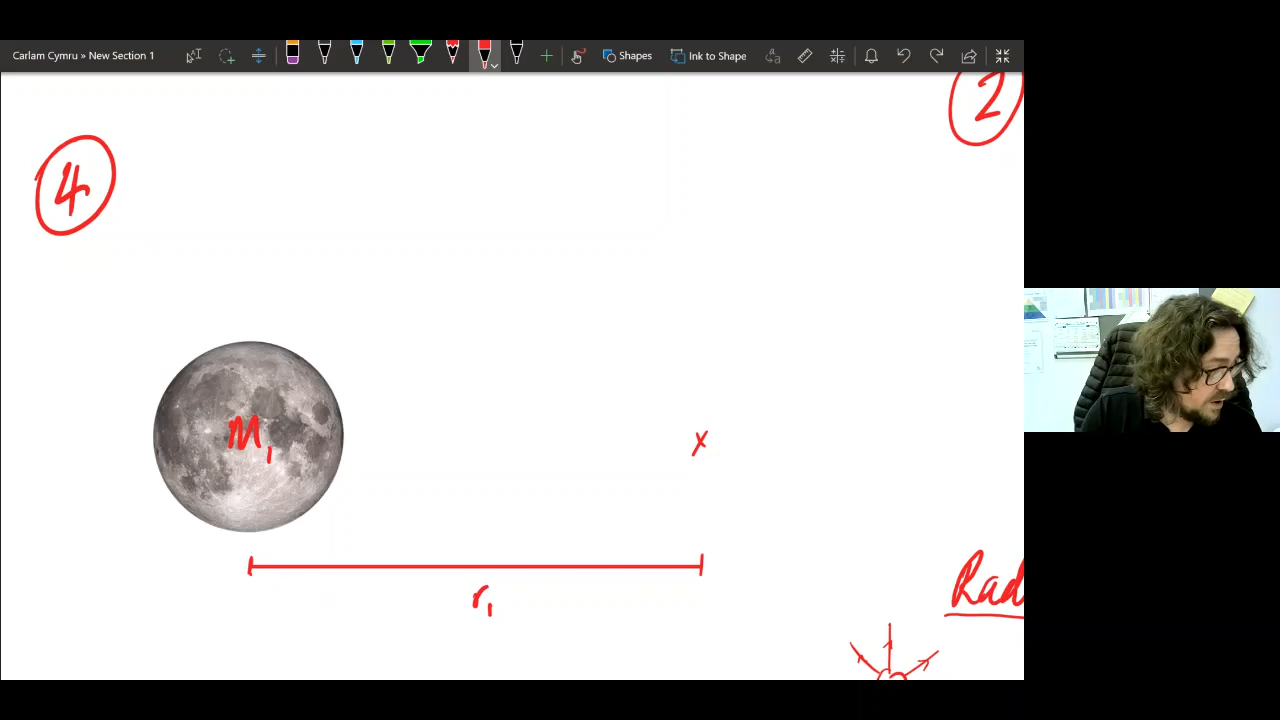 Carlam Cymru » New Section 1
Shapes
Ink to Shape
2
4
M₁
x
r₁
Rad